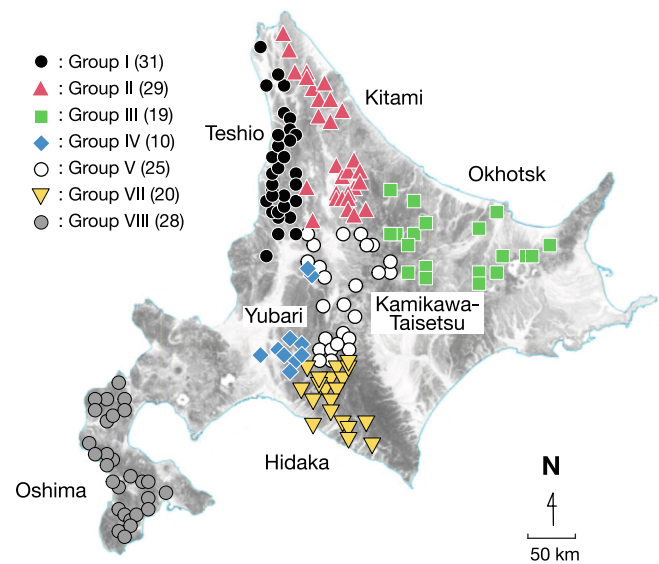 : Group I (31)
: Group II (29)
: Group III (19)
: Group IV (10)
: Group V (25)
: Group VII (20)
: Group VIII (28)
Kitami
Teshio
Okhotsk
Yubari
Kamikawa-
Taisetsu
Hidaka
Oshima
N
50 km